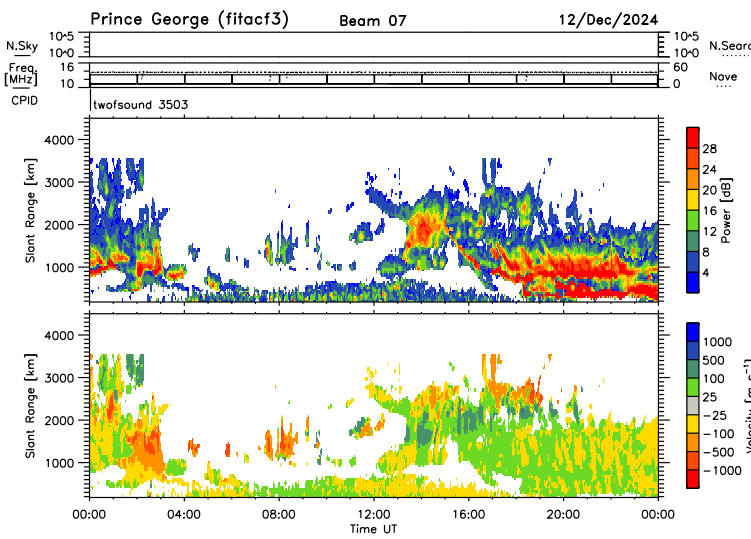 Prince George (fitacf3) Beam 07 12/Dec/2024
N.Sky 10^5 10^0 10^5 10^0 N.Sear
Freq. [MHz] 16 10 60 0 Nave
CPID twofsound 3503
Slant Range [km] 4000 3000 2000 1000
Power [dB] 28 24 20 16 12 8 4
Slant Range [km] 4000 3000 2000 1000
Velocity [m s⁻¹] 1000 500 100 25 -25 -100 -500 -1000
00:00 04:00 08:00 12:00 16:00 20:00 00:00
Time UT